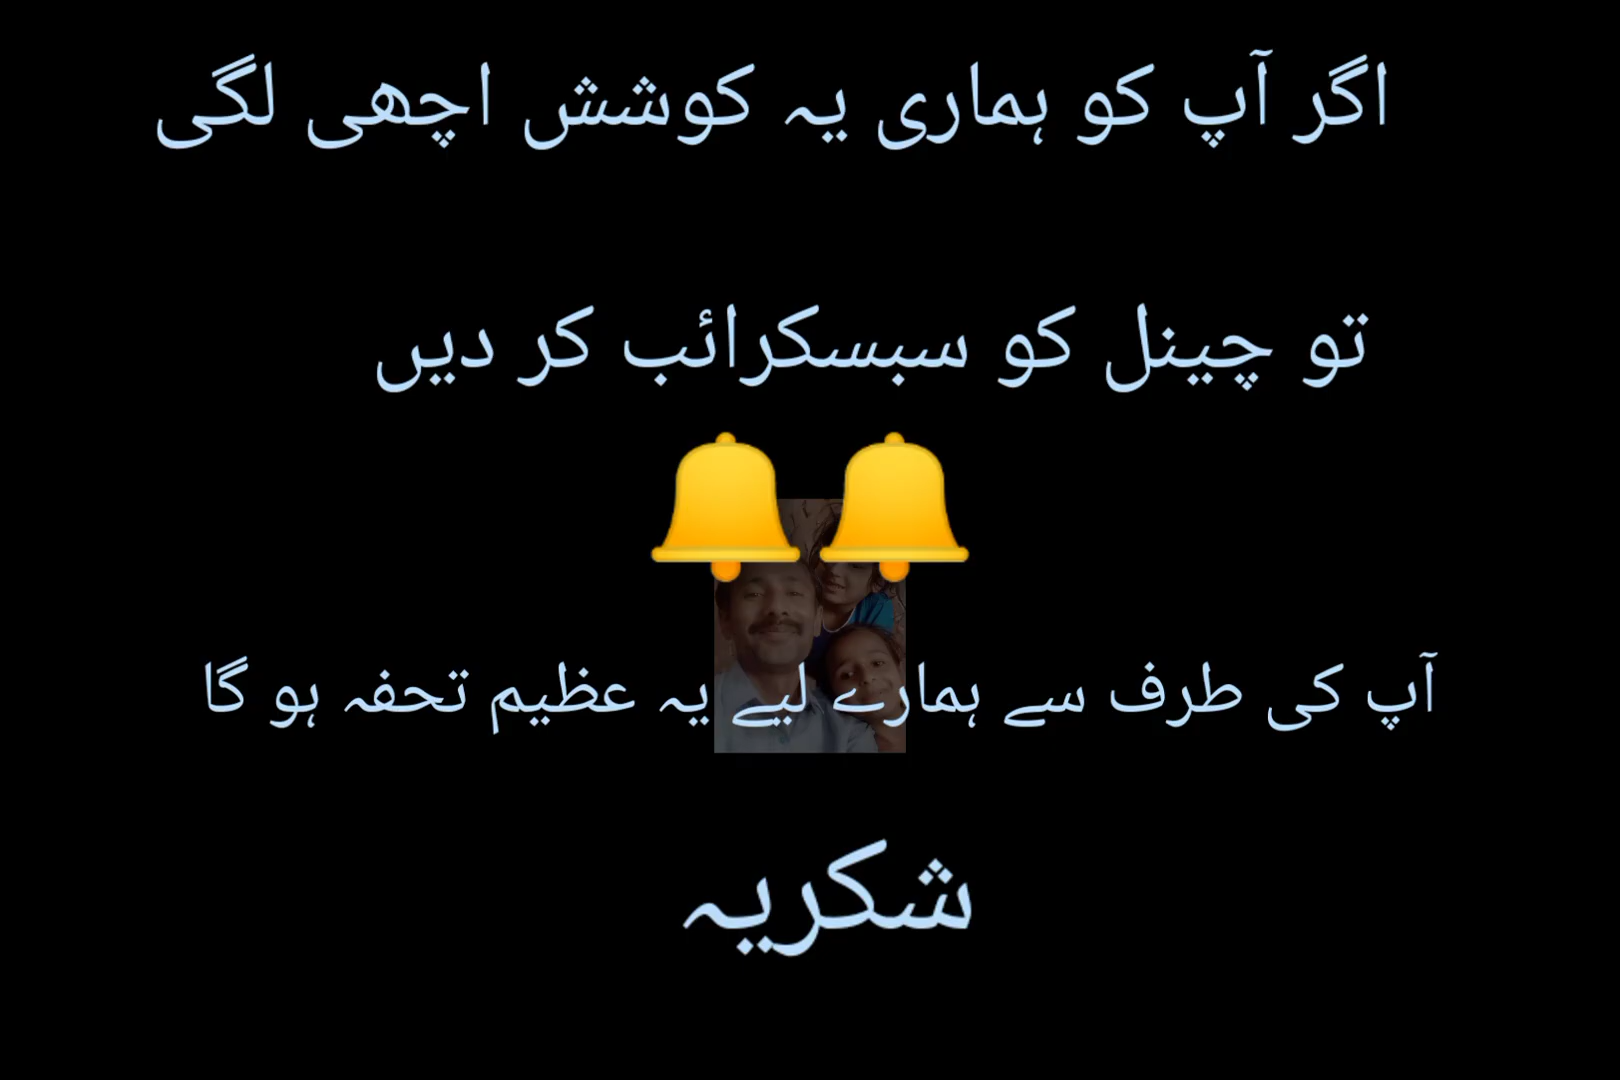 اگر آپ کو ہماری یہ کوشش اچھی لگی
تو چینل کو سبسکرائب کر دیں
آپ کی طرف سے ہمارے لیے یہ عظیم تحفہ ہو گا
شکریہ